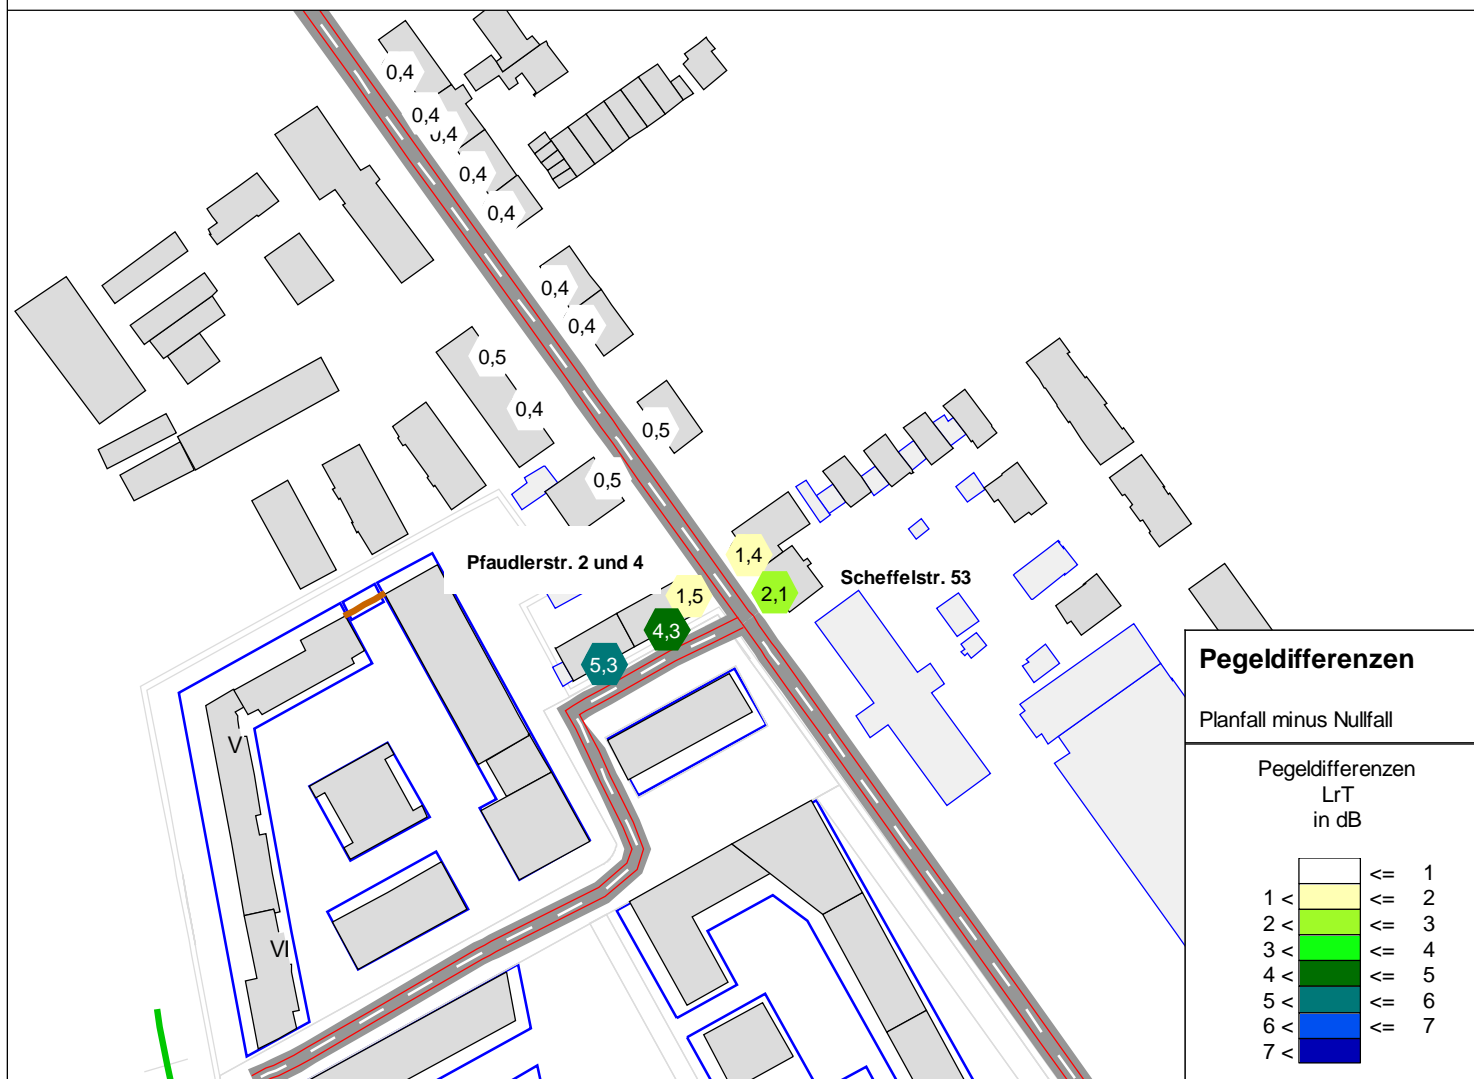 0,4
0,4
0,4
0,4
0,4
0,4
0,4
0,5
0,4
0,5
0,5
Pfaudlerstr. 2 und 4
1,4
Scheffelstr. 53
1,5
2,1
4,3
5,3
V
VI
Pegeldifferenzen
Planfall minus Nullfall
Pegeldifferenzen
LrT
in dB
<= 1
1 < <= 2
2 < <= 3
3 < <= 4
4 < <= 5
5 < <= 6
6 < <= 7
7 <